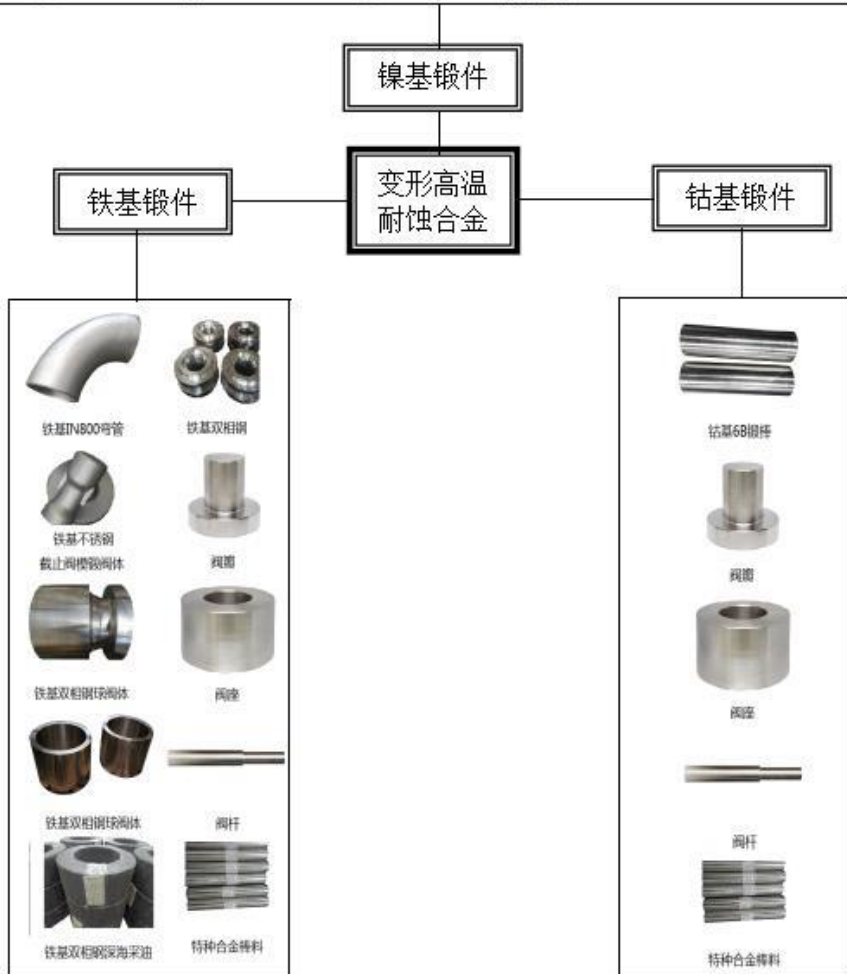 镍基锻件
变形高温
耐蚀合金
铁基锻件
钴基锻件
铁基IN800弯管
铁基双相钢
铁基不锈钢
截止阀模锻阀体
阀瓣
铁基双相钢球阀体
阀座
铁基双相钢球阀体
阀杆
铁基双相钢深海采油
特种合金棒料
钴基6B锻棒
阀瓣
阀座
阀杆
特种合金棒料